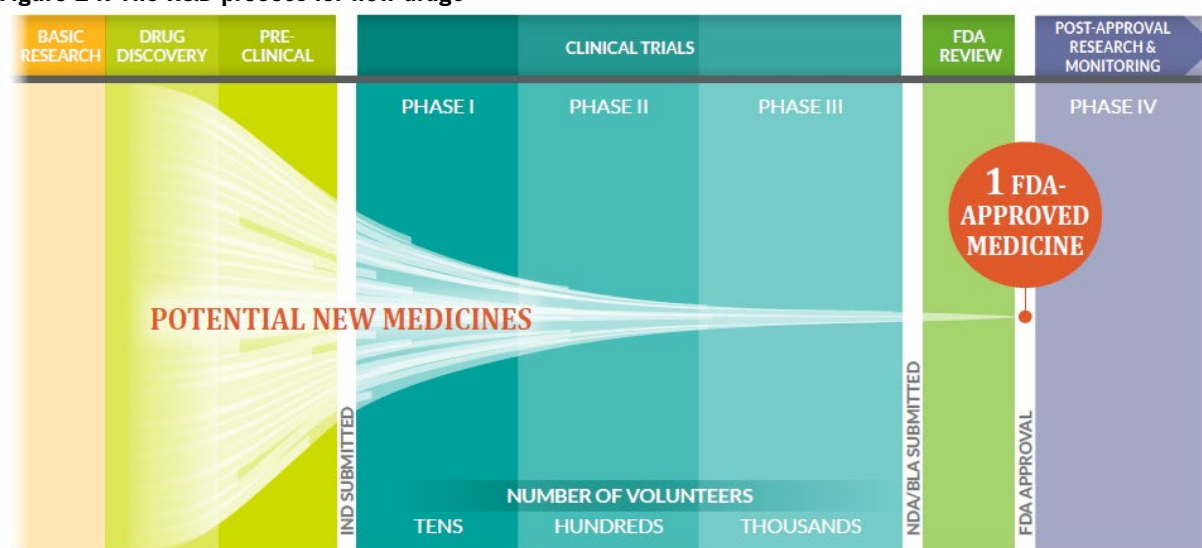 BASIC
RESEARCH
DRUG
DISCOVERY
PRE-
CLINICAL
CLINICAL TRIALS
FDA
REVIEW
POST-APPROVAL
RESEARCH &
MONITORING
PHASE I
PHASE II
PHASE III
PHASE IV
1 FDA-
APPROVED
MEDICINE
POTENTIAL NEW MEDICINES
IND SUBMITTED
NDA/BLA SUBMITTED
FDA APPROVAL
NUMBER OF VOLUNTEERS
TENS
HUNDREDS
THOUSANDS